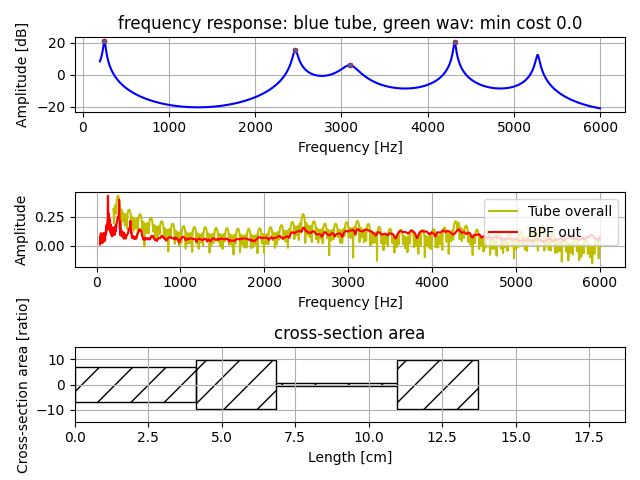 frequency response: blue tube, green wav: min cost 0.0
Amplitude [dB]
20
0
−20
0 1000 2000 3000 4000 5000 6000
Frequency [Hz]
Amplitude
0.25
0.00
Tube overall
BPF out
0 1000 2000 3000 4000 5000 6000
Frequency [Hz]
cross-section area
Cross-section area [ratio]
10
0
−10
0.0 2.5 5.0 7.5 10.0 12.5 15.0 17.5
Length [cm]